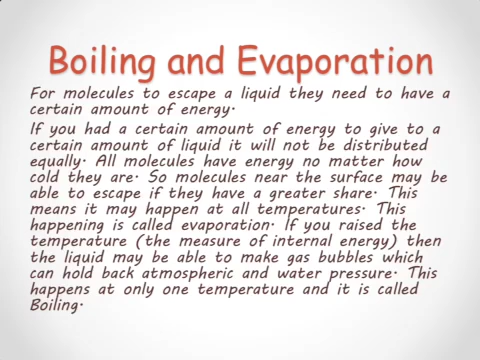 Boiling and Evaporation
For molecules to escape a liquid they need to have a
certain amount of energy.
If you had a certain amount of energy to give to a
certain amount of liquid it will not be distributed
equally. All molecules have energy no matter how
cold they are. So molecules near the surface may be
able to escape if they have a greater share. This
means it may happen at all temperatures. This
happening is called evaporation. If you raised the
temperature (the measure of internal energy) then
the liquid may be able to make gas bubbles which
can hold back atmospheric and water pressure. This
happens at only one temperature and it is called
Boiling.